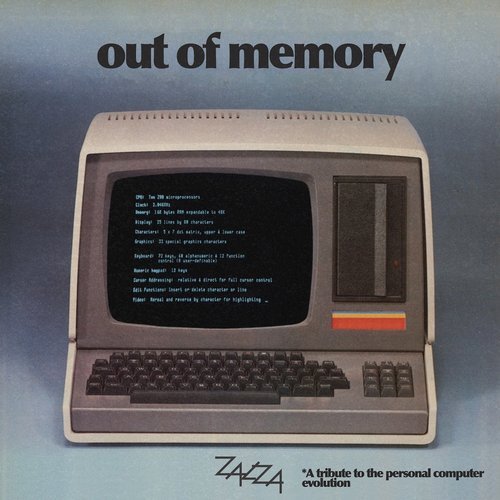 out of memory
CPU: Two Z80 microprocessors
Clock: 2.048MHz
Memory: 16K bytes RAM expandable to 48K
Display: 25 lines by 80 characters
Characters: 5 x 7 dot matrix, upper & lower case
Graphics: 33 special graphics characters
Keyboard: 72 keys, 60 alphanumeric & 12 function
control (8 user-definable)
Numeric keypad: 12 keys
Cursor Addressing: relative & direct for full cursor control
Edit Functions: Insert or delete character or line
Video: Normal and reverse by character for highlighting _
ZAZZA
*A tribute to the personal computer
evolution